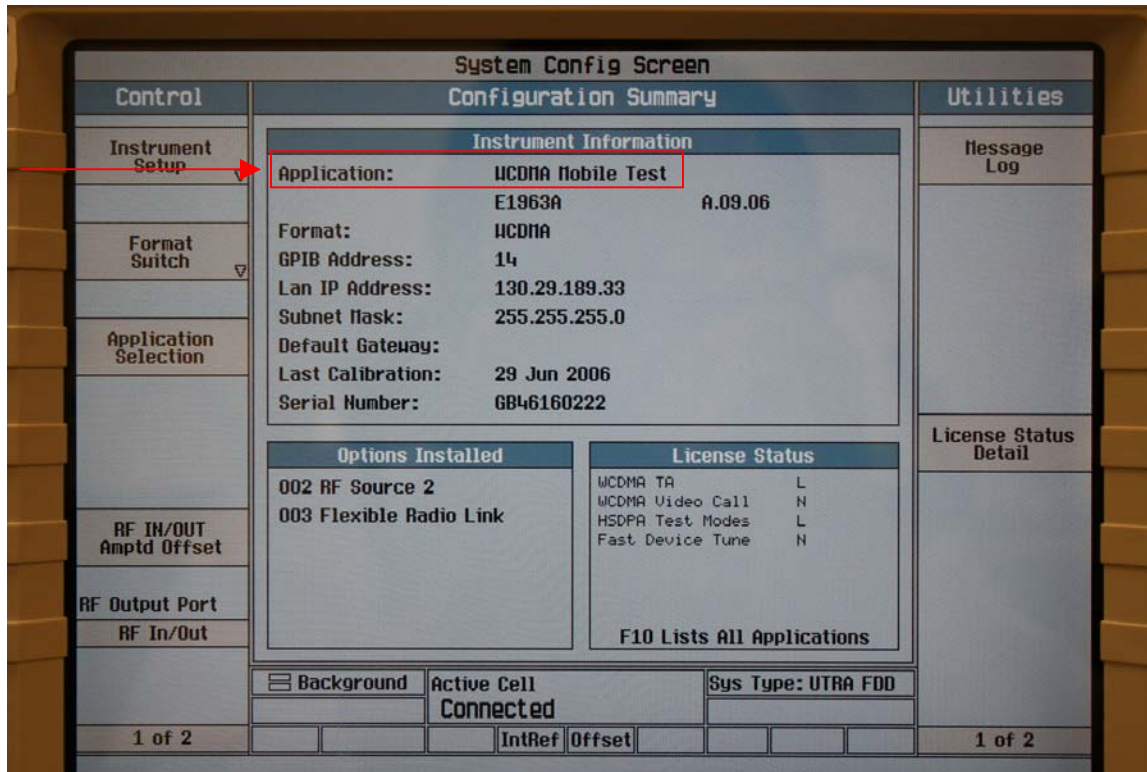 System Config Screen
Control
Configuration Summary
Utilities
Instrument
Setup
Format
Switch
Application
Selection
RF IN/OUT
Amptd Offset
RF Output Port
RF In/Out
1 of 2
Instrument Information
Application: WCDMA Mobile Test
E1963A A.09.06
Format: WCDMA
GPIB Address: 14
Lan IP Address: 130.29.189.33
Subnet Mask: 255.255.255.0
Default Gateway:
Last Calibration: 29 Jun 2006
Serial Number: GB46160222
Options Installed
002 RF Source 2
003 Flexible Radio Link
License Status
WCDMA TA L
WCDMA Video Call N
HSDPA Test Modes L
Fast Device Tune N
F10 Lists All Applications
Background
Active Cell
Connected
Sys Type: UTRA FDD
IntRef Offset
Message
Log
License Status
Detail
1 of 2